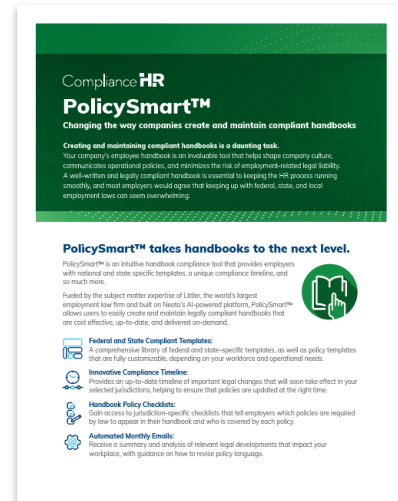 Compliance HR
PolicySmart™
Changing the way companies create and maintain compliant handbooks
Creating and maintaining compliant handbooks is a daunting task.
Your company's employee handbook is an invaluable tool that helps shape company culture,
communicates operational policies, and minimizes the risk of employment-related legal liability.
A well-written and legally compliant handbook is essential to keeping the HR process running
smoothly, and most employers would agree that keeping up with federal, state, and local
employment laws can seem overwhelming.
PolicySmart™ takes handbooks to the next level.
PolicySmart™ is an intuitive handbook compliance tool that provides employers
with national and state specific templates, a unique compliance timeline, and
so much more.
Fueled by the subject matter expertise of Littler, the world's largest
employment law firm and built on Neota's AI-powered platform, PolicySmart™
allows users to easily create and maintain legally compliant handbooks that
are cost effective, up-to-date, and delivered on-demand.
Federal and State Compliant Templates:
A comprehensive library of federal and state-specific templates, as well as policy templates
that are fully customizable, depending on your workforce and operational needs.
Innovative Compliance Timeline:
Provides an up-to-date timeline of important legal changes that will soon take effect in your
selected jurisdictions, helping to ensure that policies are updated at the right time.
Handbook Policy Checklists:
Gain access to jurisdiction-specific checklists that tell employers which policies are required
by law to appear in their handbook and who is covered by each policy.
Automated Monthly Emails:
Receive a summary and analysis of relevant legal developments that impact your
workplace, with guidance on how to revise policy language.